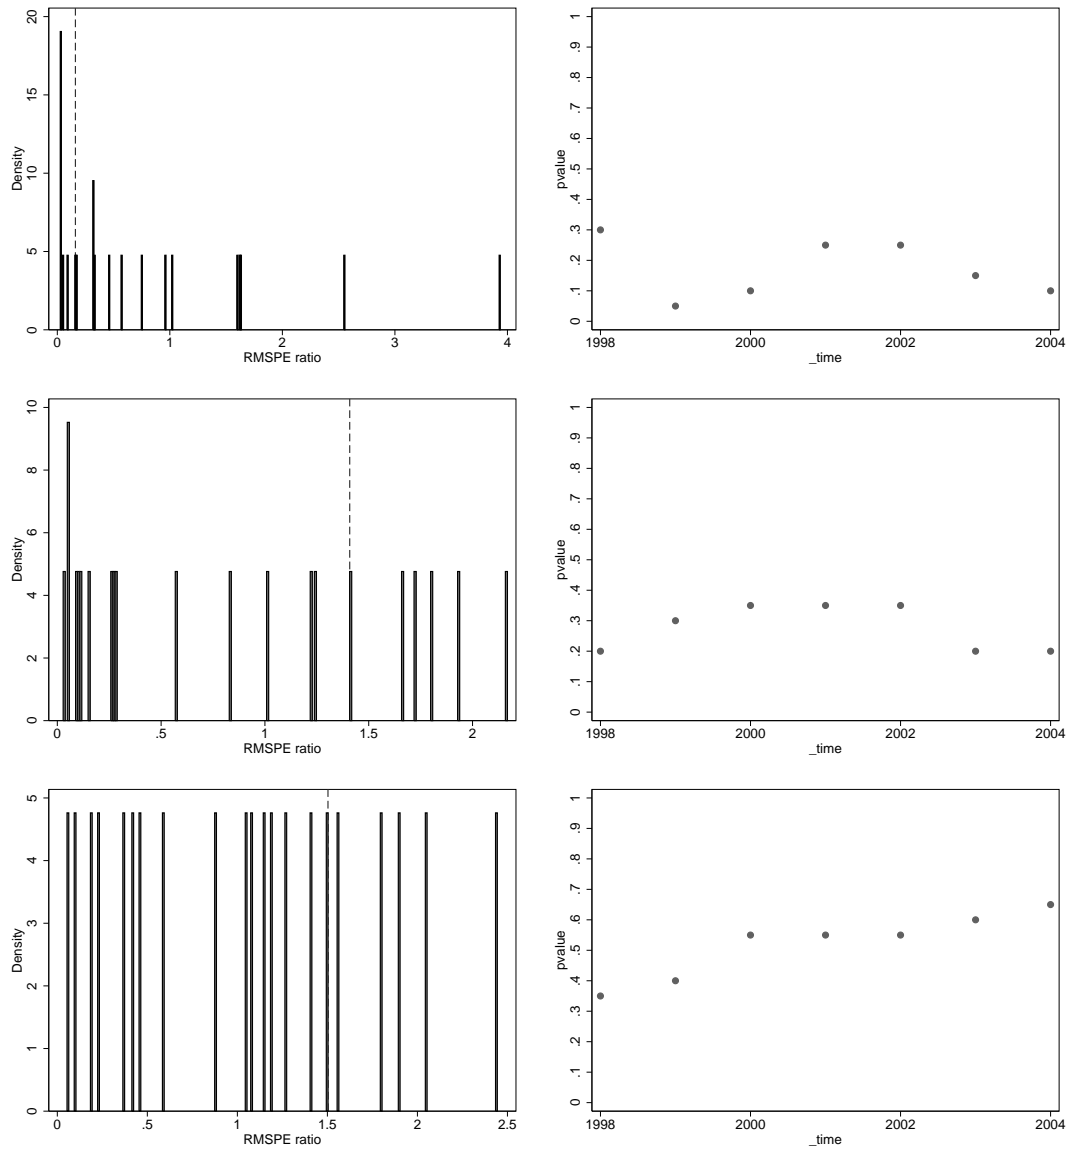 20
15
10
5
0
Density
0 1 2 3 4
RMSPE ratio
1
.9
.8
.7
.6
.5
.4
.3
.2
.1
0
pvalue
1998 2000 2002 2004
_time
10
8
6
4
2
0
Density
0 .5 1 1.5 2
RMSPE ratio
1
.9
.8
.7
.6
.5
.4
.3
.2
.1
0
pvalue
1998 2000 2002 2004
_time
5
4
3
2
1
0
Density
0 .5 1 1.5 2 2.5
RMSPE ratio
1
.9
.8
.7
.6
.5
.4
.3
.2
.1
0
pvalue
1998 2000 2002 2004
_time